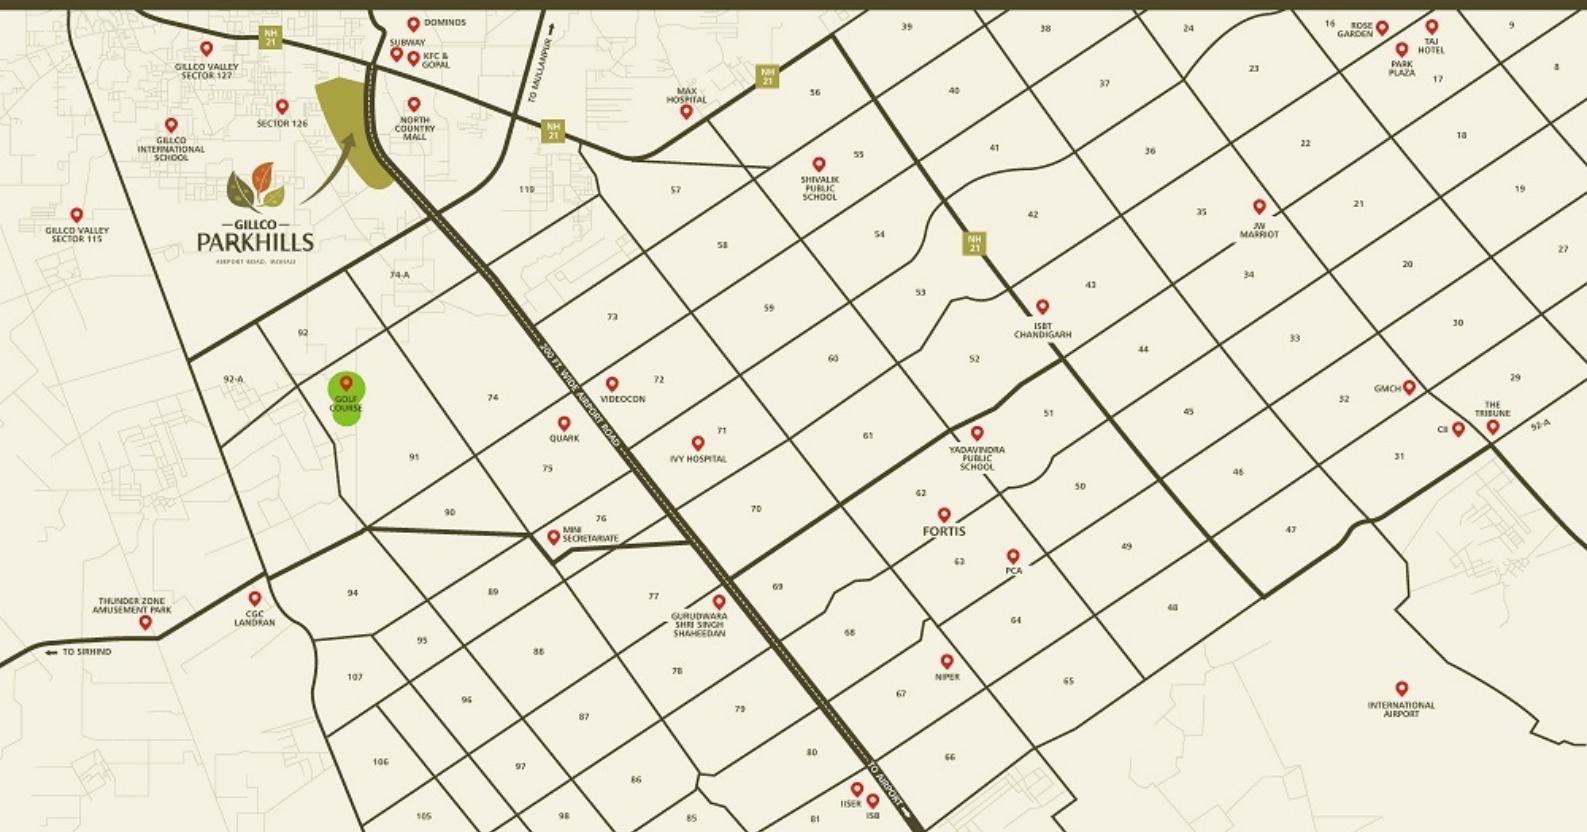 39
38
24
16
ROSE
GARDEN
TAJ
HOTEL
9
DOMINOS
NH
21
SUBWAY
KFC &
GOPAL
GILLCO VALLEY
SECTOR 127
TO MULLANPUR
PARK
PLAZA
17
8
23
NH
21
37
40
56
MAX
HOSPITAL
SECTOR 126
NORTH
COUNTRY
MALL
NH
21
18
22
GILLCO
INTERNATIONAL
SCHOOL
41
36
55
SHIVALIK
PUBLIC
SCHOOL
119
57
19
21
35
42
JW
MARRIOT
GILLCO VALLEY
SECTOR 115
GILLCO
PARKHILLS
AIRPORT ROAD, MOHALI
54
58
NH
21
27
20
34
74-A
43
53
59
73
92
ISBT
CHANDIGARH
30
33
44
52
60
92-A
72
VIDEOCON
29
GMCH
32
GOLF
COURSE
74
THE
TRIBUNE
200 FT. WIDE AIRPORT ROAD
51
45
CII
52-A
QUARK
71
61
IVY HOSPITAL
YADAVINDRA
PUBLIC
SCHOOL
91
31
75
46
50
62
90
76
70
FORTIS
MINI
SECRETARIATE
47
49
63
PCA
69
94
89
77
THUNDER ZONE
AMUSEMENT PARK
CGC
LANDRAN
GURUDWARA
SHRI SINGH
SHAHEEDAN
48
64
68
95
88
TO SIRHIND
78
107
NIPER
65
67
96
87
79
INTERNATIONAL
AIRPORT
80
66
106
97
86
TO AIRPORT
IISER
ISB
105
98
85
81